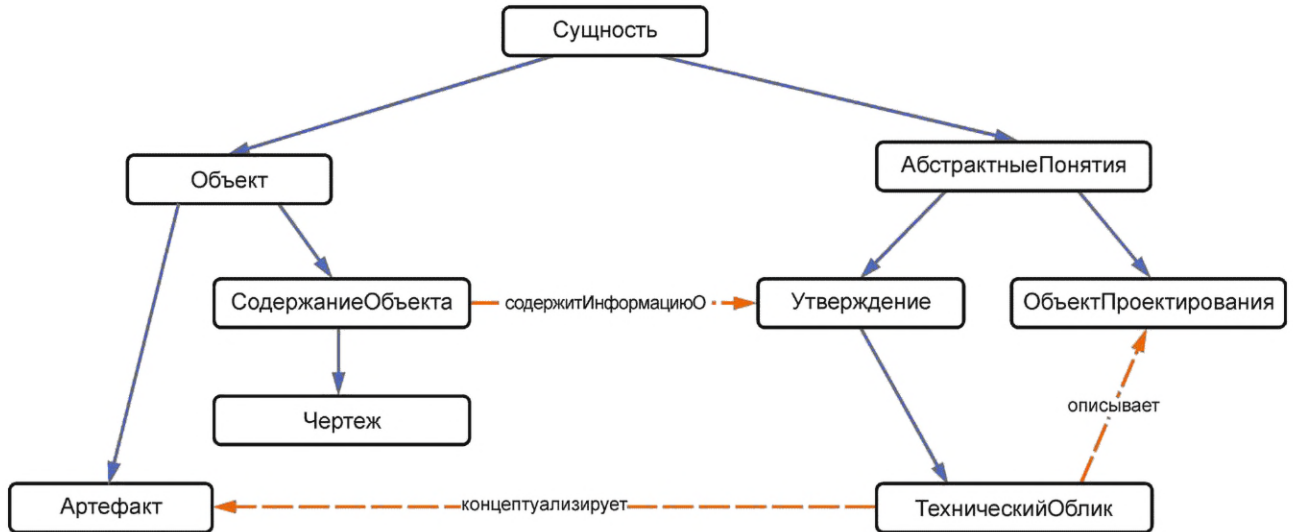 Сущность
Объект
АбстрактныеПонятия
СодержаниеОбъекта
содержитИнформациюО
Утверждение
ОбъектПроектирования
Чертеж
описывает
Артефакт
концептуализирует
ТехническийОблик